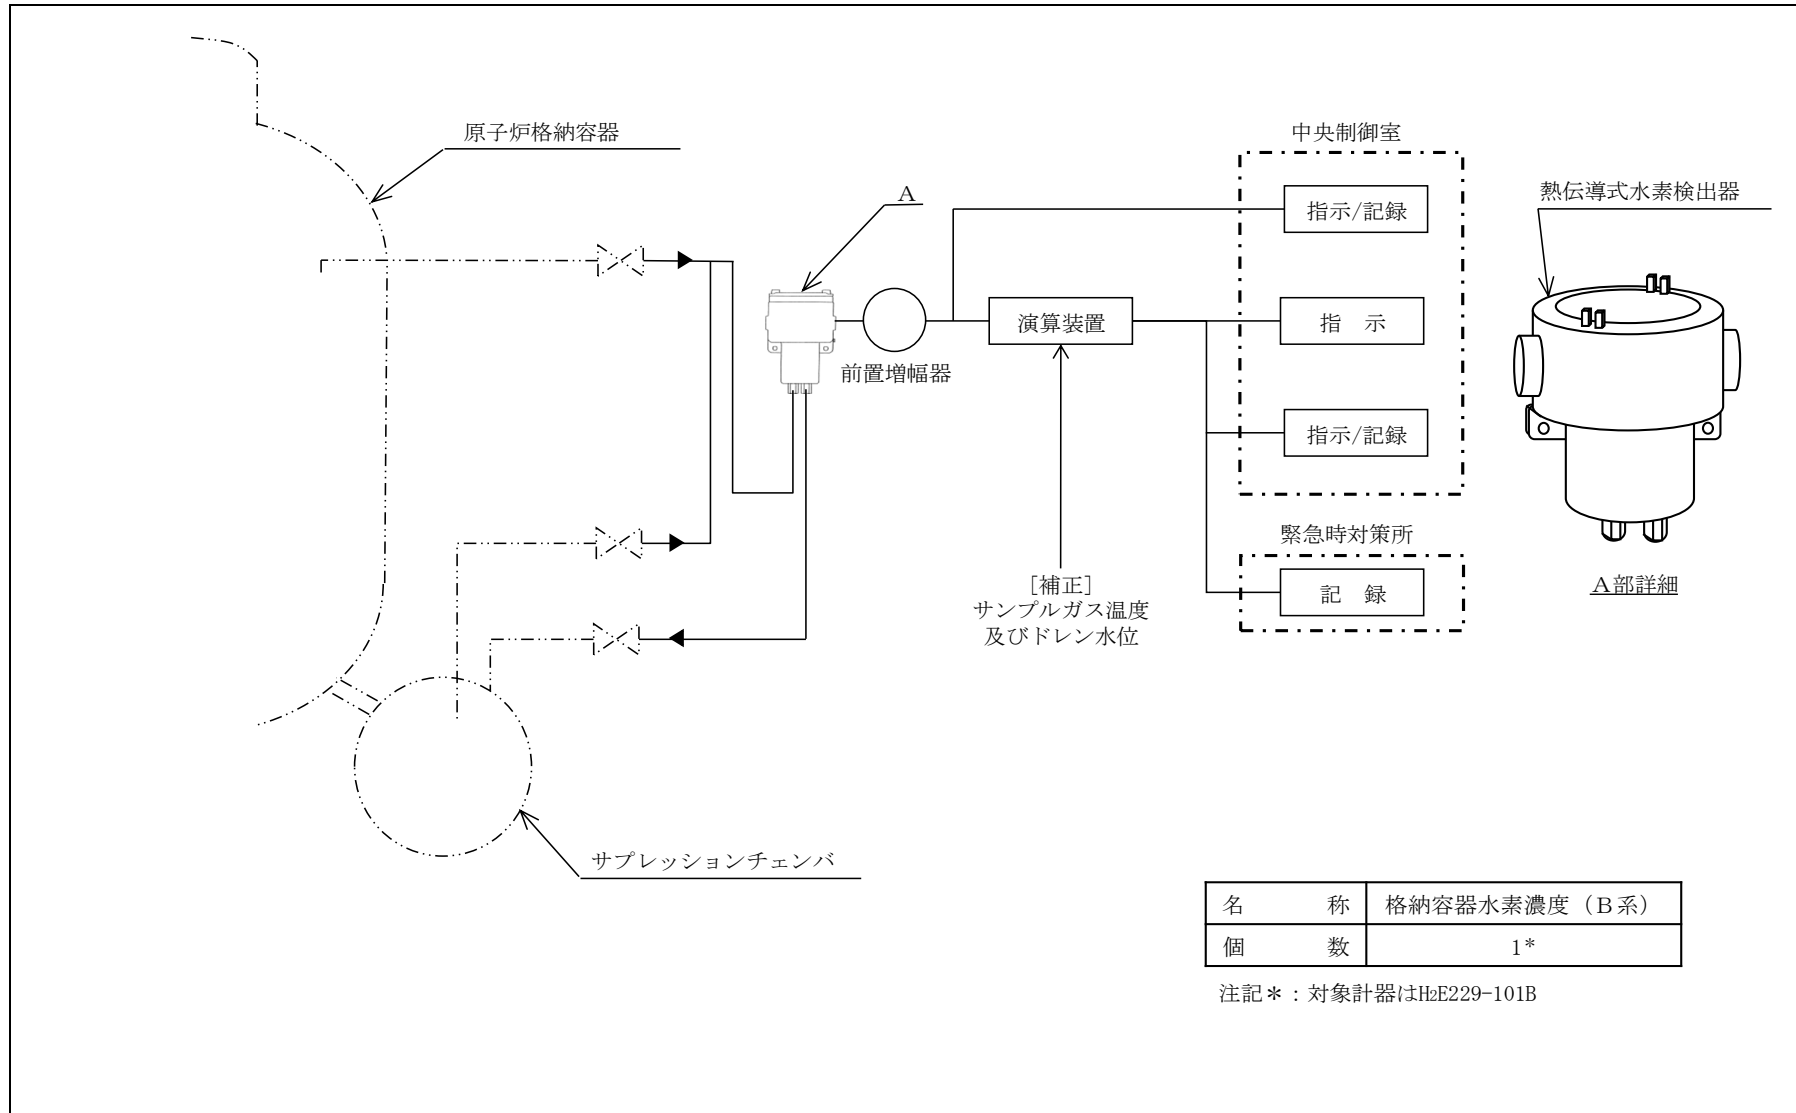 原子炉格納容器
中央制御室
A
熱伝導式水素検出器
指示/記録
演算装置
指　示
前置増幅器
指示/記録
緊急時対策所
[補正]
サンプルガス温度
及びドレン水位
記　録
A部詳細
サプレッションチェンバ
名　称　格納容器水素濃度（B系）
個　数　1*
注記＊：対象計器はH2E229-101B